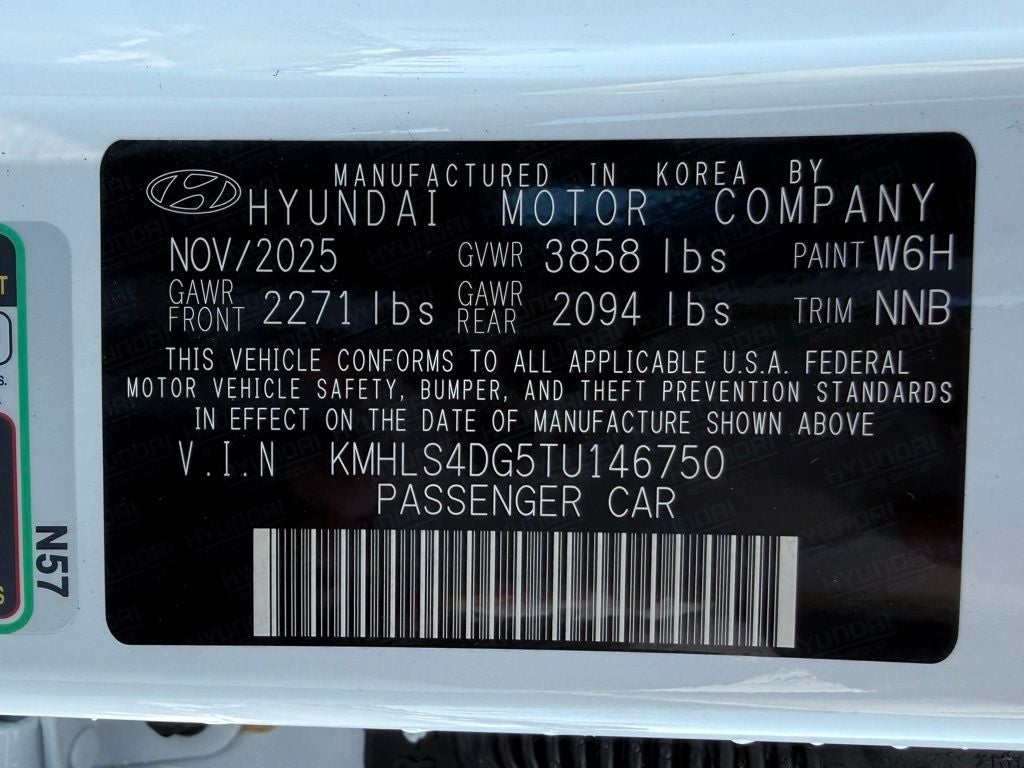 MANUFACTURED IN KOREA BY
HYUNDAI MOTOR COMPANY
NOV/2025 GVWR 3858 lbs PAINT W6H
GAWR FRONT 2271 lbs GAWR REAR 2094 lbs TRIM NNB
THIS VEHICLE CONFORMS TO ALL APPLICABLE U.S.A. FEDERAL
MOTOR VEHICLE SAFETY, BUMPER, AND THEFT PREVENTION STANDARDS
IN EFFECT ON THE DATE OF MANUFACTURE SHOWN ABOVE
V.I.N KMHLS4DG5TU146750
PASSENGER CAR
N57